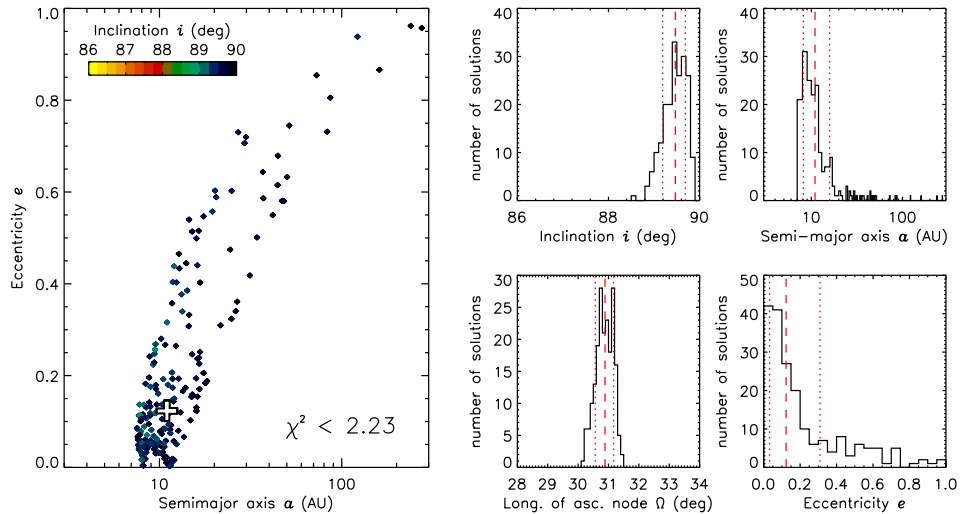 Inclination i (deg)
86 87 88 89 90
1.0
0.8
0.6
0.4
0.2
0.0
Eccentricity e
χ² < 2.23
10 100
Semimajor axis a (AU)
40
30
20
10
0
number of solutions
86 88 90
Inclination i (deg)
40
30
20
10
0
number of solutions
10 100
Semi-major axis a (AU)
30
25
20
15
10
5
0
number of solutions
28 29 30 31 32 33 34
Long. of asc. node Ω (deg)
50
40
30
20
10
0
number of solutions
0.0 0.2 0.4 0.6 0.8 1.0
Eccentricity e